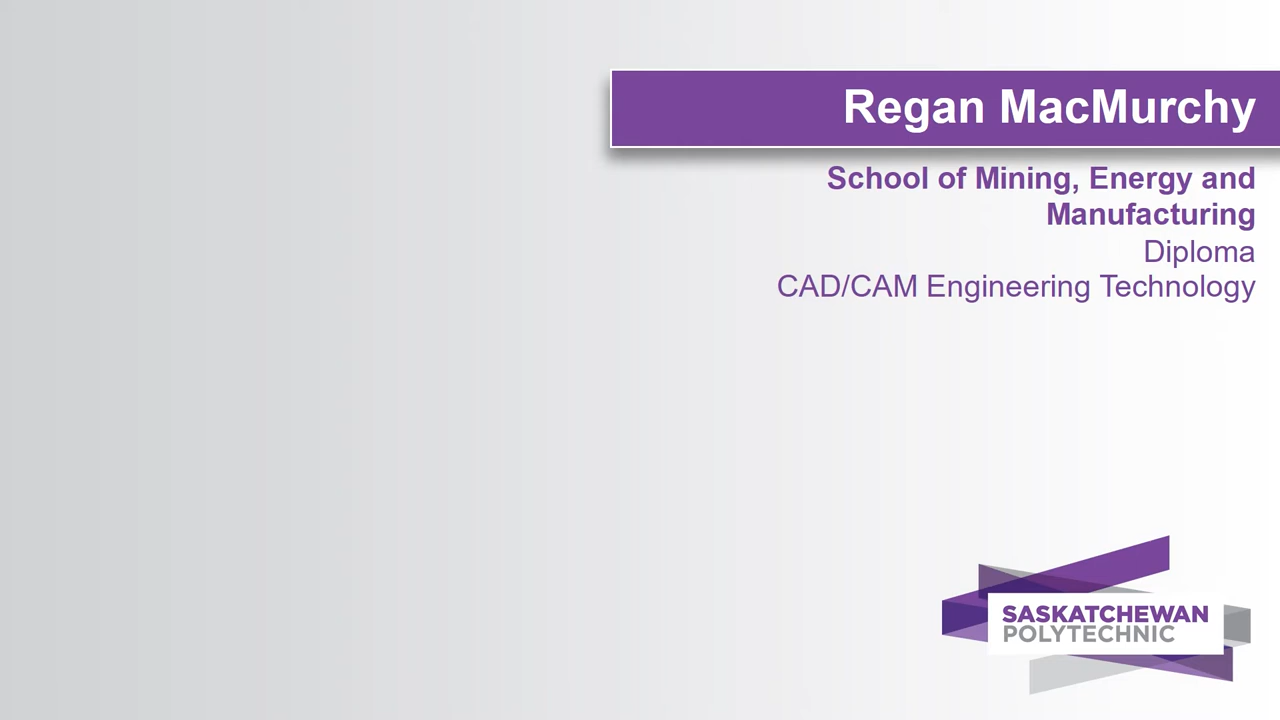 Regan MacMurchy
School of Mining, Energy and
Manufacturing
Diploma
CAD/CAM Engineering Technology
SASKATCHEWAN
POLYTECHNIC